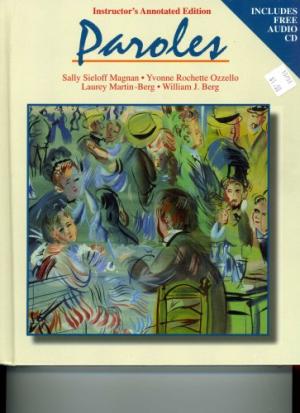 Instructor's Annotated Edition
INCLUDES
FREE
AUDIO
CD
Paroles
Sally Sieloff Magnan • Yvonne Rochette Ozzello
Laurey Martin-Berg • William J. Berg